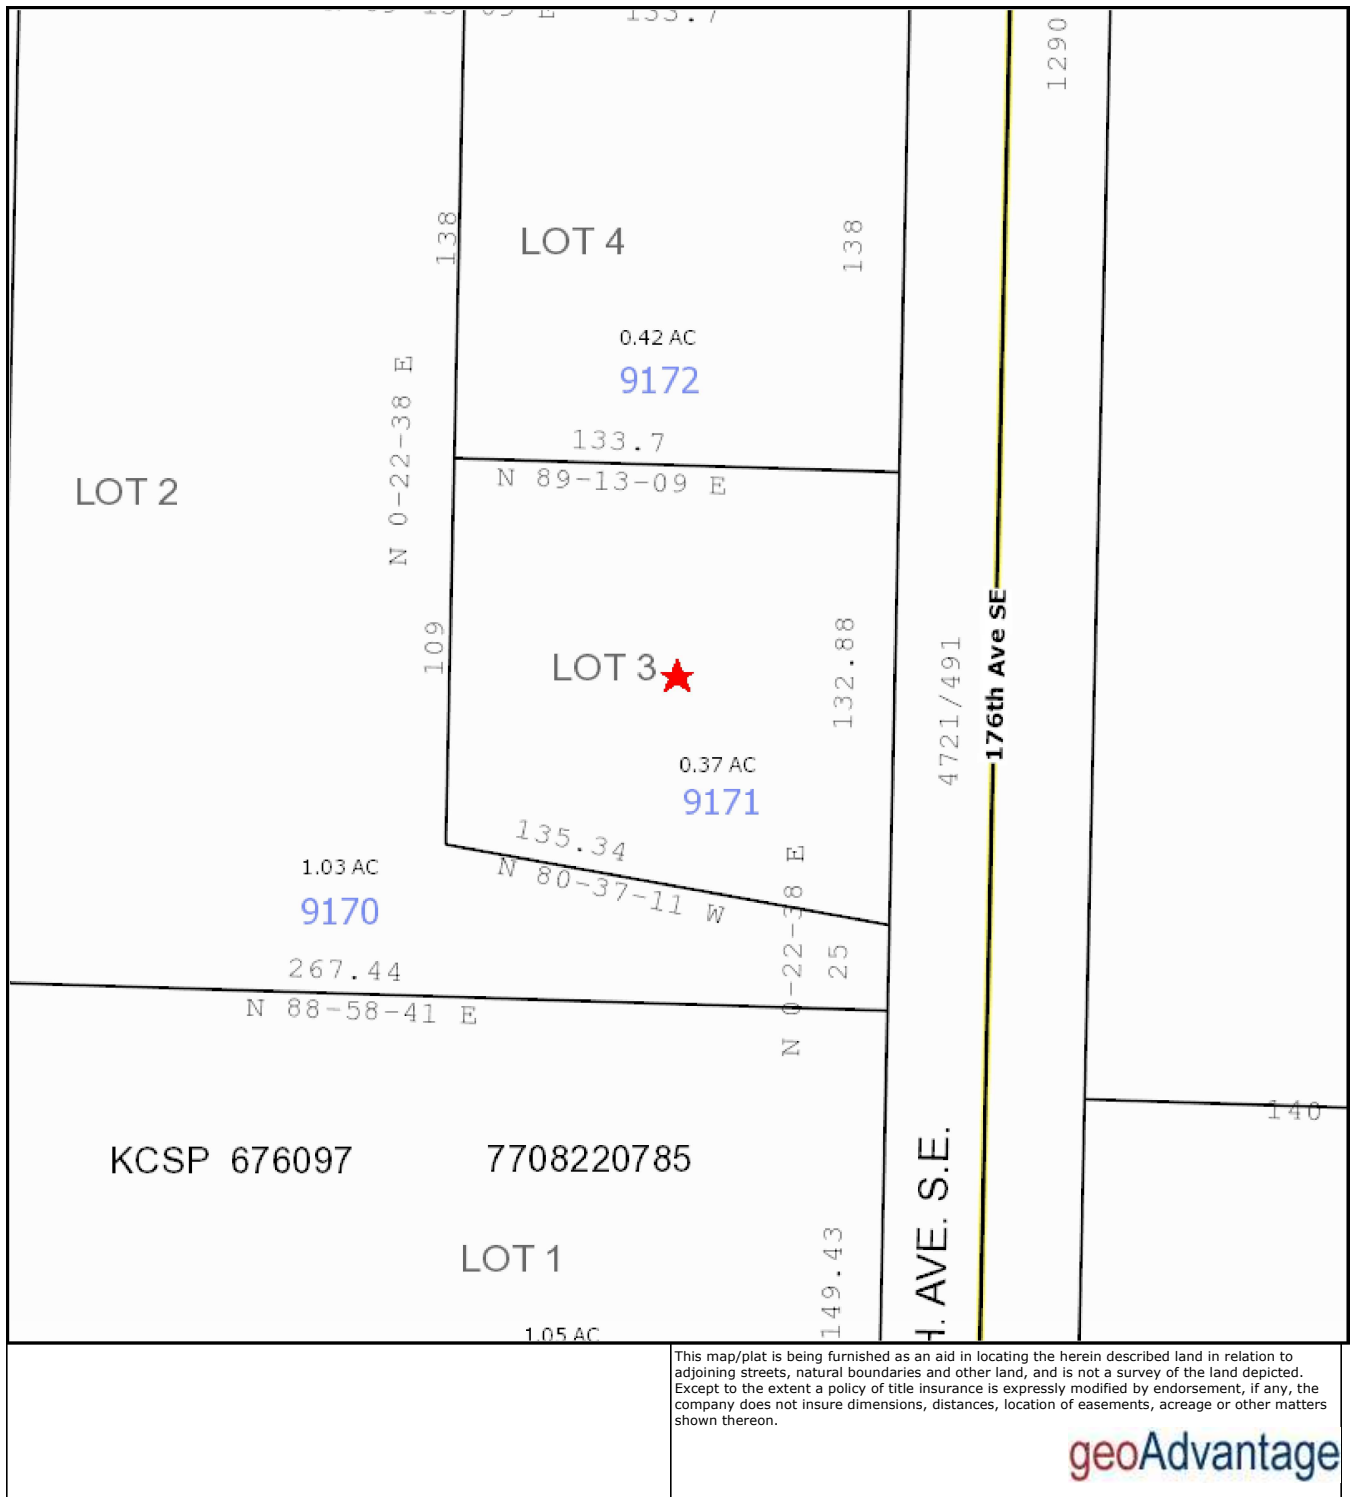 133.7
1290
138
LOT 4
138
0.42 AC
9172
N 0-22-38 E
133.7
N 89-13-09 E
LOT 2
109
LOT 3
132.88
4721/491
176th Ave SE
0.37 AC
9171
135.34
N 80-37-11 W
1.03 AC
9170
N 0-22-38 E
25
267.44
N 88-58-41 E
140
KCSP 676097
7708220785
H. AVE. S.E.
149.43
LOT 1
1.05 AC
This map/plat is being furnished as an aid in locating the herein described land in relation to
adjoining streets, natural boundaries and other land, and is not a survey of the land depicted.
Except to the extent a policy of title insurance is expressly modified by endorsement, if any, the
company does not insure dimensions, distances, location of easements, acreage or other matters
shown thereon.
geoAdvantage